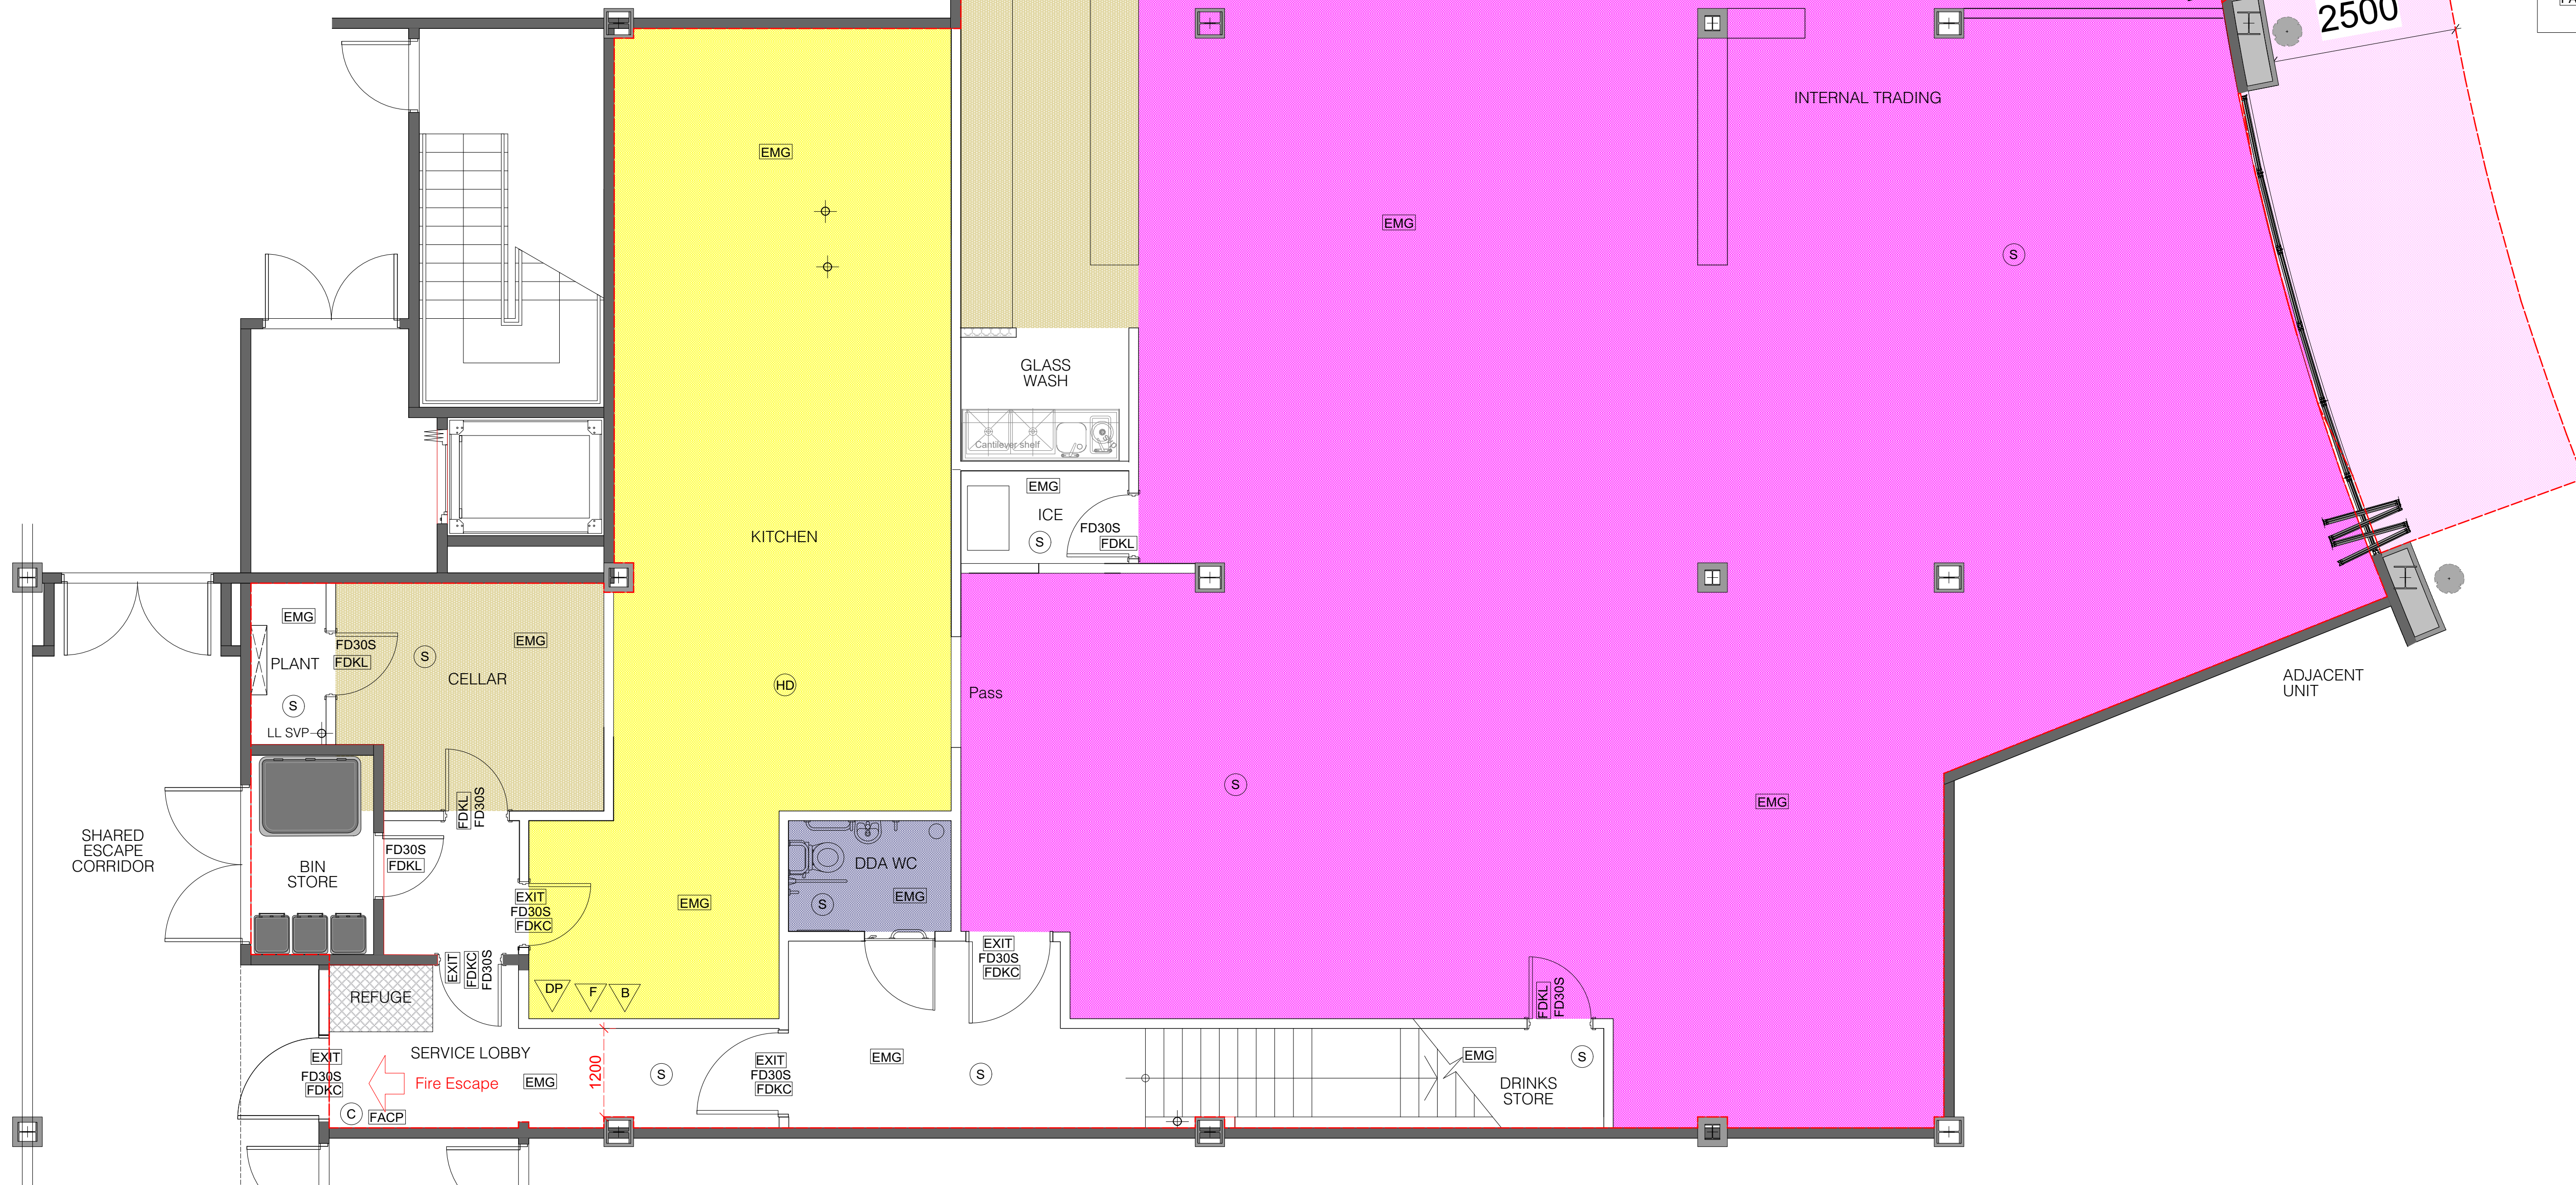 2500
INTERNAL TRADING
EMG
EMG
S
GLASS
WASH
Cantilever shelf
EMG
ICE
S
FD30S
FDKL
KITCHEN
EMG
FD30S
FDKL
PLANT
S
LL SVP
EMG
S
CELLAR
HD
Pass
ADJACENT
UNIT
S
EMG
FDKL
FD30S
SHARED
ESCAPE
CORRIDOR
BIN
STORE
FD30S
FDKL
EXIT
FD30S
FDKC
DDA WC
EMG
S
EMG
EXIT
FDKC
FD30S
DP
F
B
EXIT
FD30S
FDKC
REFUGE
FDKL
FD30S
SERVICE LOBBY
EXIT
FD30S
FDKC
Fire Escape
EMG
1200
S
EXIT
FD30S
FDKC
EMG
S
EMG
S
DRINKS
STORE
C
FACP